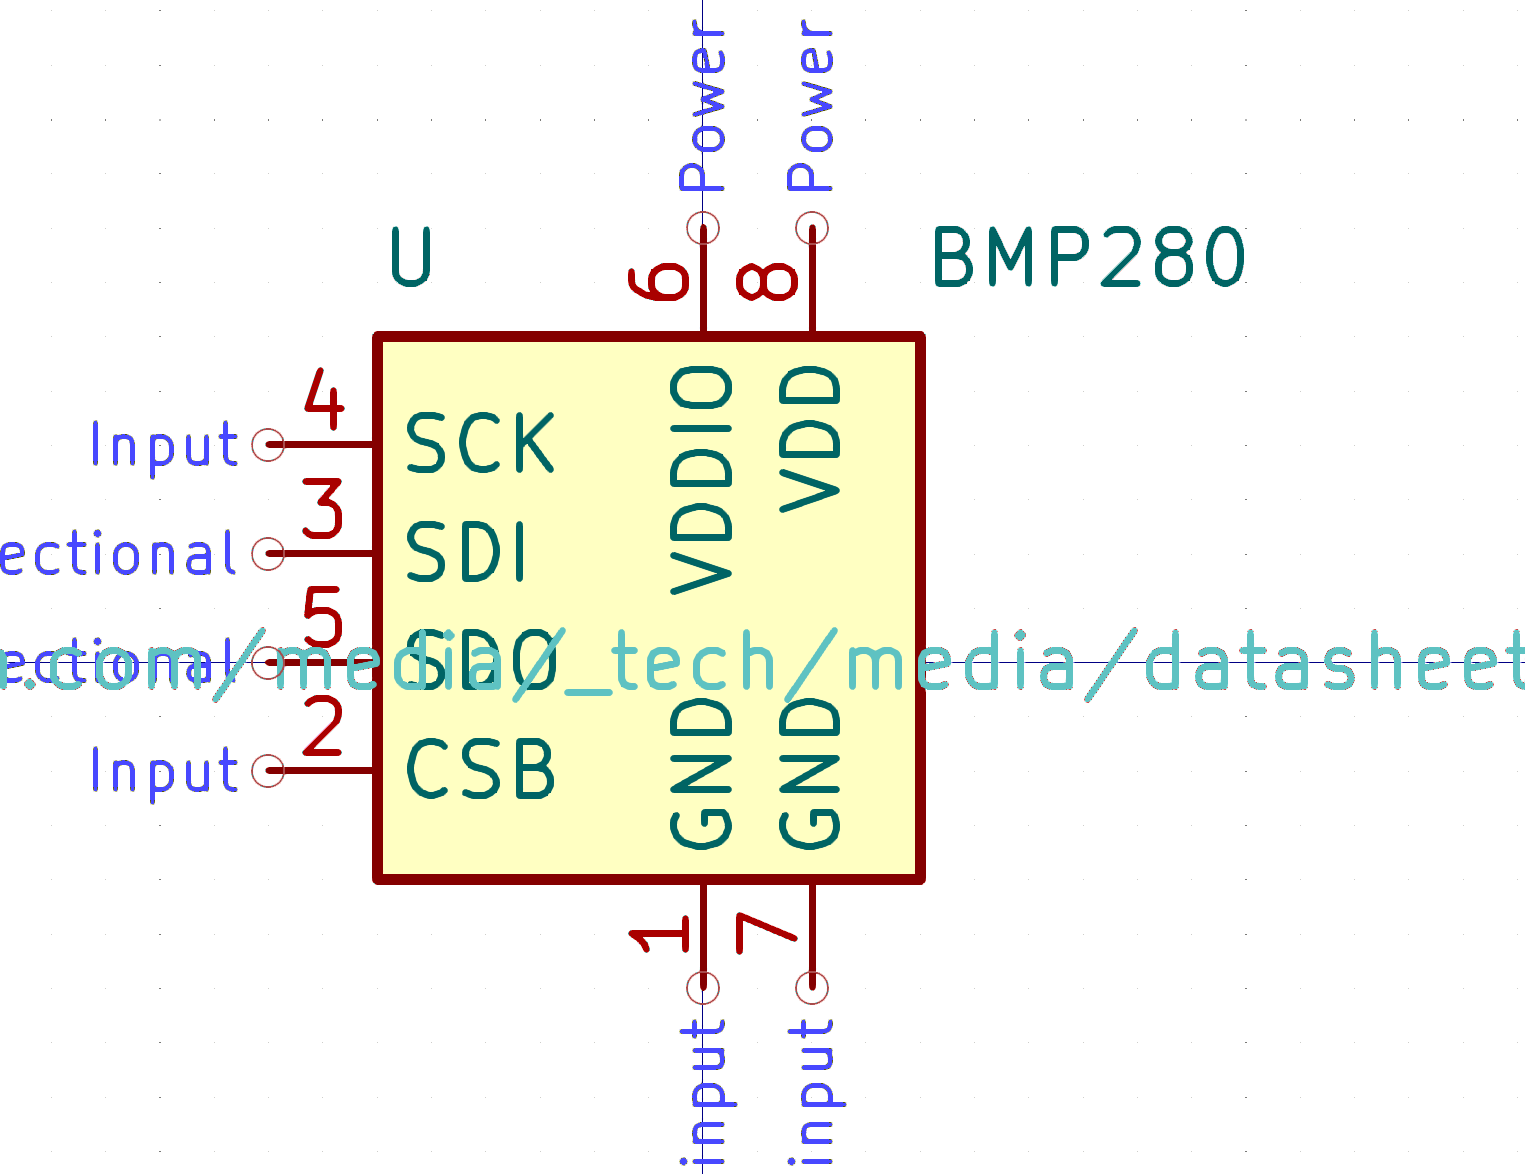 Power
Power
U
BMP280
6
8
4
Input
SCK
VDDIO
VDD
3
ectional
SDI
5
ectional
SDO
.com/media/_tech/media/datasheet
2
Input
CSB
GND
GND
1
7
input
input